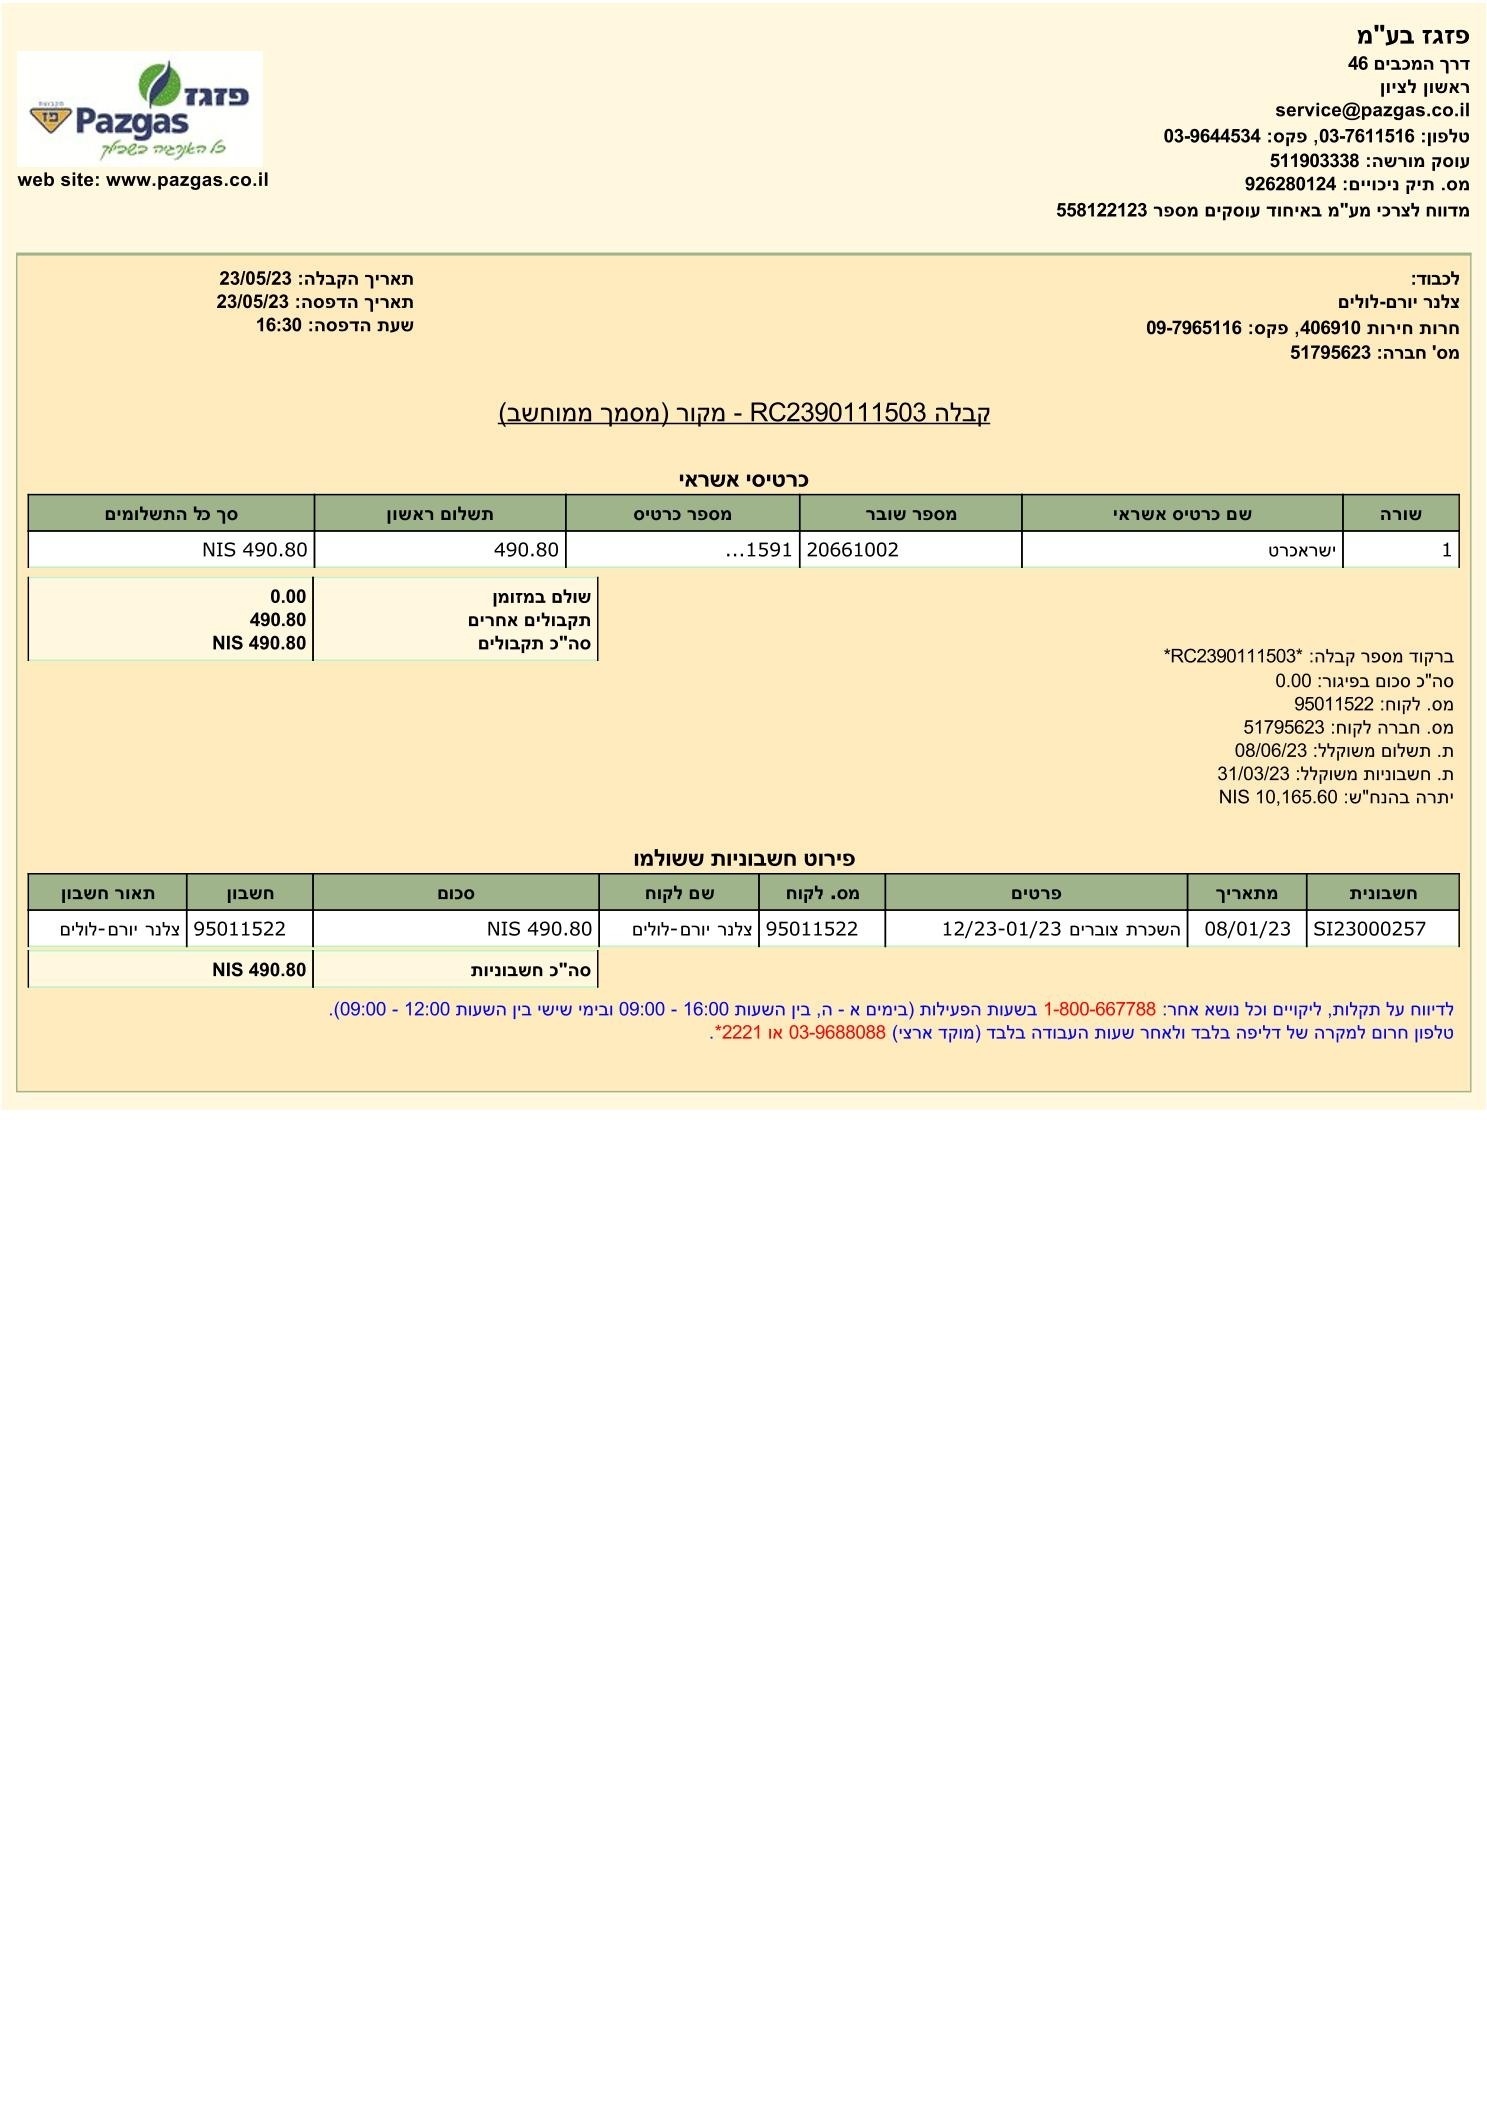 פזגז בע"מ
דרך המכבים 46
ראשון לציון
service@pazgas.co.il
טלפון: 03-7611516, פקס: 03-9644534
עוסק מורשה: 511903338
מס. תיק ניכויים: 926280124
מדווח לצרכי מע"מ באיחוד עוסקים מספר 558122123
פזגז
קבוצת פז
Pazgas
כל האנרגיה בשבילך
web site: www.pazgas.co.il
לכבוד:
צלנר יורם-לולים
חרות חירות 406910, פקס: 09-7965116
מס' חברה: 51795623
תאריך הקבלה: 23/05/23
תאריך הדפסה: 23/05/23
שעת הדפסה: 16:30
קבלה RC2390111503 - מקור (מסמך ממוחשב)
כרטיסי אשראי
שורה שם כרטיס אשראי מספר שובר מספר כרטיס תשלום ראשון סך כל התשלומים
1 ישראכרט 20661002 1591... 490.80 NIS 490.80
שולם במזומן 0.00
תקבולים אחרים 490.80
סה"כ תקבולים NIS 490.80
ברקוד מספר קבלה: *RC2390111503*
סה"כ סכום בפיגור: 0.00
מס. לקוח: 95011522
מס. חברה לקוח: 51795623
ת. תשלום משוקלל: 08/06/23
ת. חשבוניות משוקלל: 31/03/23
יתרה בהנח"ש: NIS 10,165.60
פירוט חשבוניות ששולמו
חשבונית מתאריך פרטים מס. לקוח שם לקוח סכום חשבון תאור חשבון
SI23000257 08/01/23 השכרת צוברים 12/23-01/23 95011522 צלנר יורם-לולים NIS 490.80 95011522 צלנר יורם-לולים
סה"כ חשבוניות NIS 490.80
לדיווח על תקלות, ליקויים וכל נושא אחר: 1-800-667788 בשעות הפעילות (בימים א - ה, בין השעות 16:00 - 09:00 ובימי שישי בין השעות 12:00 - 09:00).
טלפון חרום למקרה של דליפה בלבד ולאחר שעות העבודה בלבד (מוקד ארצי) 03-9688088 או 2221*.